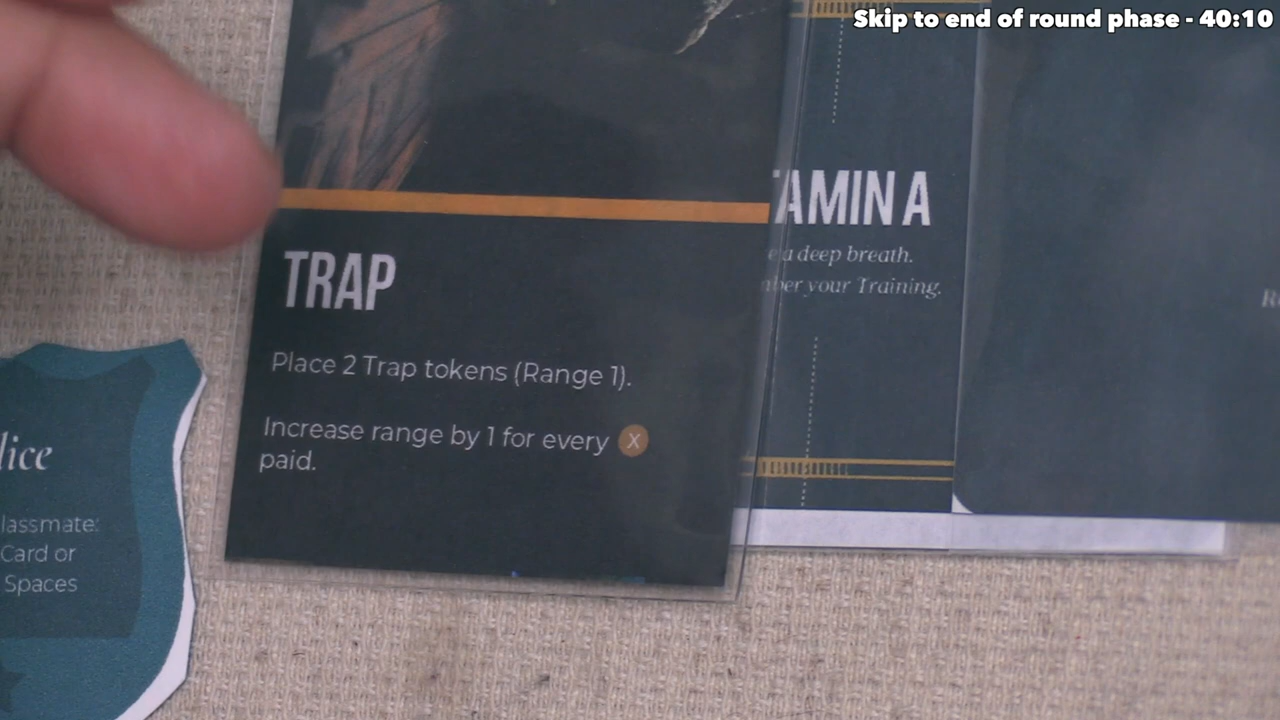 Skip to end of round phase - 40:10
TRAP
Place 2 Trap tokens (Range 1).
Increase range by 1 for every X
paid.
TAMINA
a deep breath.
your Training.
lice
lassmate:
Card or
Spaces